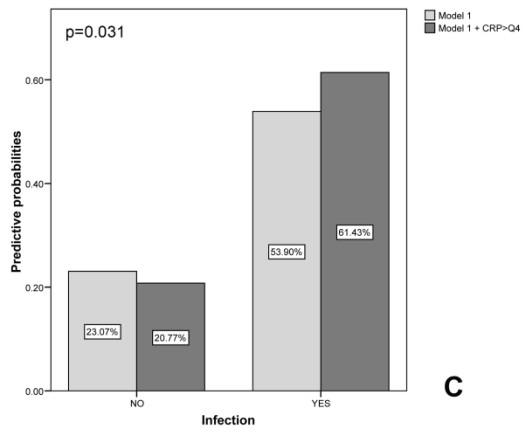 p=0.031
Model 1
Model 1 + CRP>Q4
Predictive probabilities
0.60
0.40
0.20
0.00
23.07%
20.77%
53.90%
61.43%
NO
YES
Infection
C